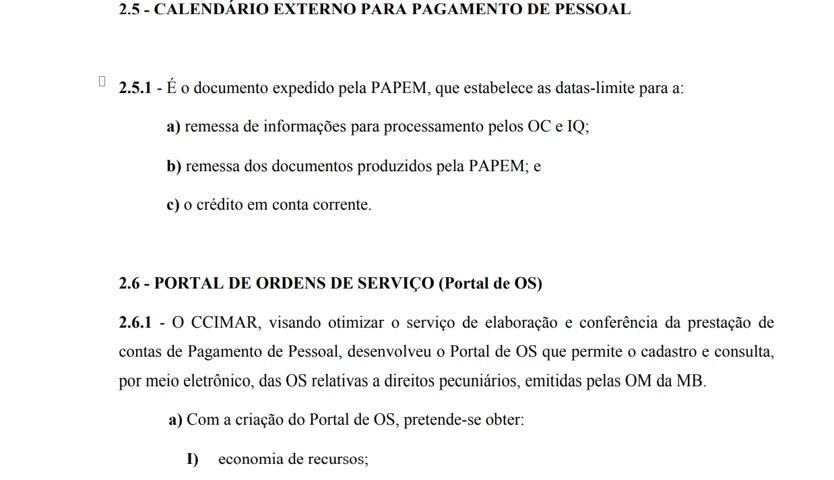 2.5 - CALENDÁRIO EXTERNO PARA PAGAMENTO DE PESSOAL
2.5.1 - É o documento expedido pela PAPEM, que estabelece as datas-limite para a:
a) remessa de informações para processamento pelos OC e IQ;
b) remessa dos documentos produzidos pela PAPEM; e
c) o crédito em conta corrente.
2.6 - PORTAL DE ORDENS DE SERVIÇO (Portal de OS)
2.6.1 - O CCIMAR, visando otimizar o serviço de elaboração e conferência da prestação de
contas de Pagamento de Pessoal, desenvolveu o Portal de OS que permite o cadastro e consulta,
por meio eletrônico, das OS relativas a direitos pecuniários, emitidas pelas OM da MB.
a) Com a criação do Portal de OS, pretende-se obter:
I) economia de recursos;